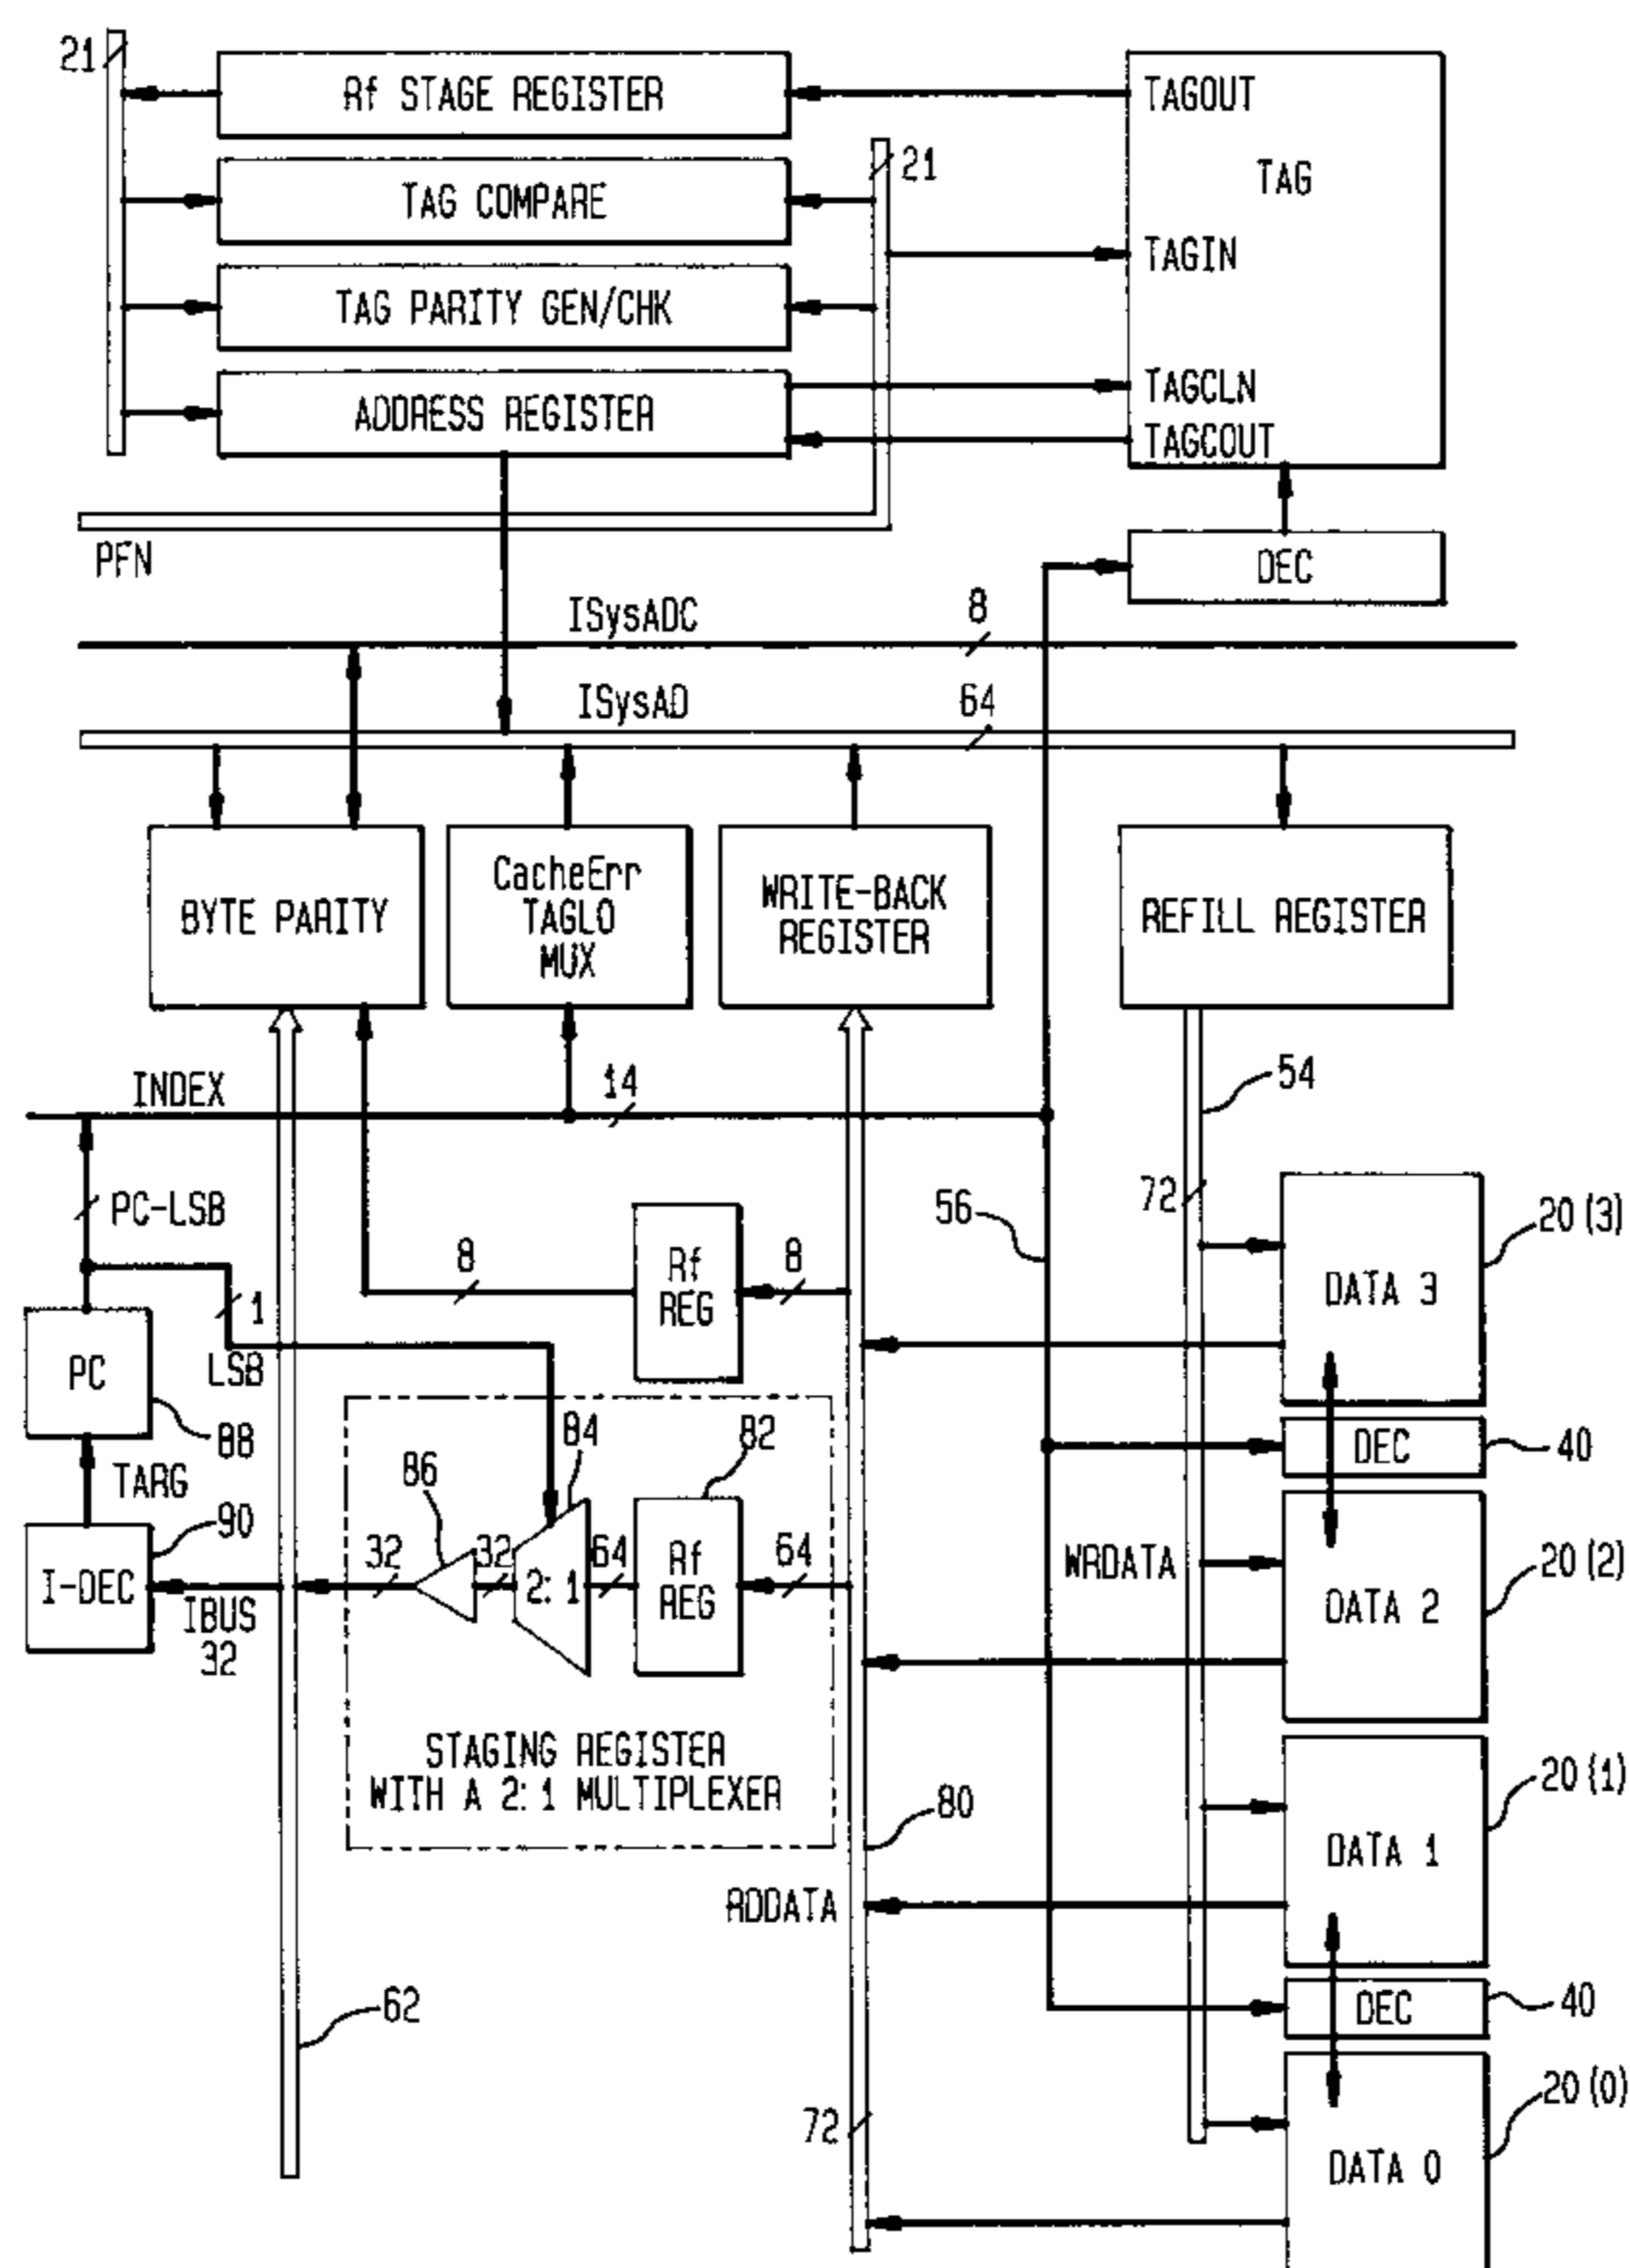 21
Rf STAGE REGISTER
TAGOUT
TAG
21
TAG COMPARE
TAGIN
TAG PARITY GEN/CHK
TAGCLN
ADDRESS REGISTER
TAGCOUT
PFN
DEC
ISysADC
8
ISysAD
64
BYTE PARITY
CacheErr
TAGLO
MUX
WRITE-BACK
REGISTER
REFILL REGISTER
INDEX
14
54
PC-LSB
56
72
20 (3)
8
Rf
REG
8
DATA 3
1
PC
LSB
88
84
82
DEC
40
TARG
86
90
32
32
64
Rf
REG
64
WRDATA
20 (2)
I-DEC
2:1
DATA 2
IBUS
32
STAGING REGISTER
WITH A 2:1 MULTIPLEXER
80
20 (1)
DATA 1
RDDATA
62
DEC
40
72
20 (0)
DATA 0